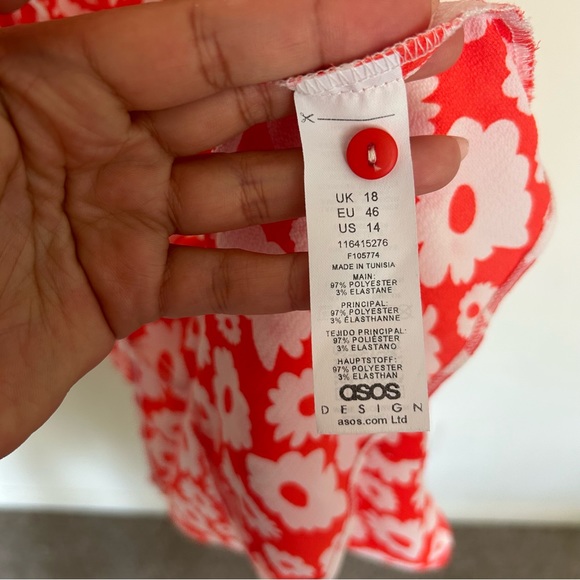 UK 18
EU 46
US 14
116415276
F105774
MADE IN TUNISIA
MAIN:
97% POLYESTER
3% ELASTANE
PRINCIPAL:
97% POLYESTER
3% ÉLASTHANNE
TEJIDO PRINCIPAL:
97% POLIÉSTER
3% ELASTANO
HAUPTSTOFF:
97% POLYESTER
3% ELASTHAN
asos
DESIGN
asos.com Ltd